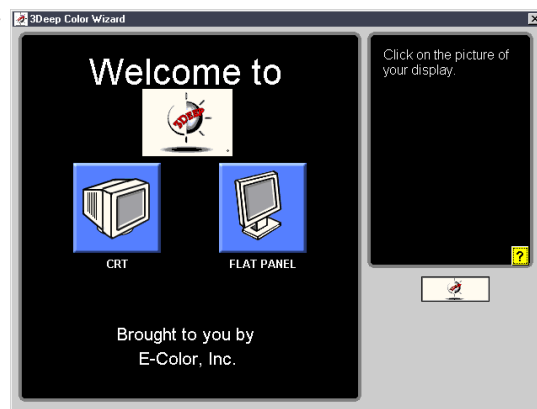 3Deep Color Wizard
Welcome to
3DEEP
CRT
FLAT PANEL
Brought to you by
E-Color, Inc.
Click on the picture of
your display.
?